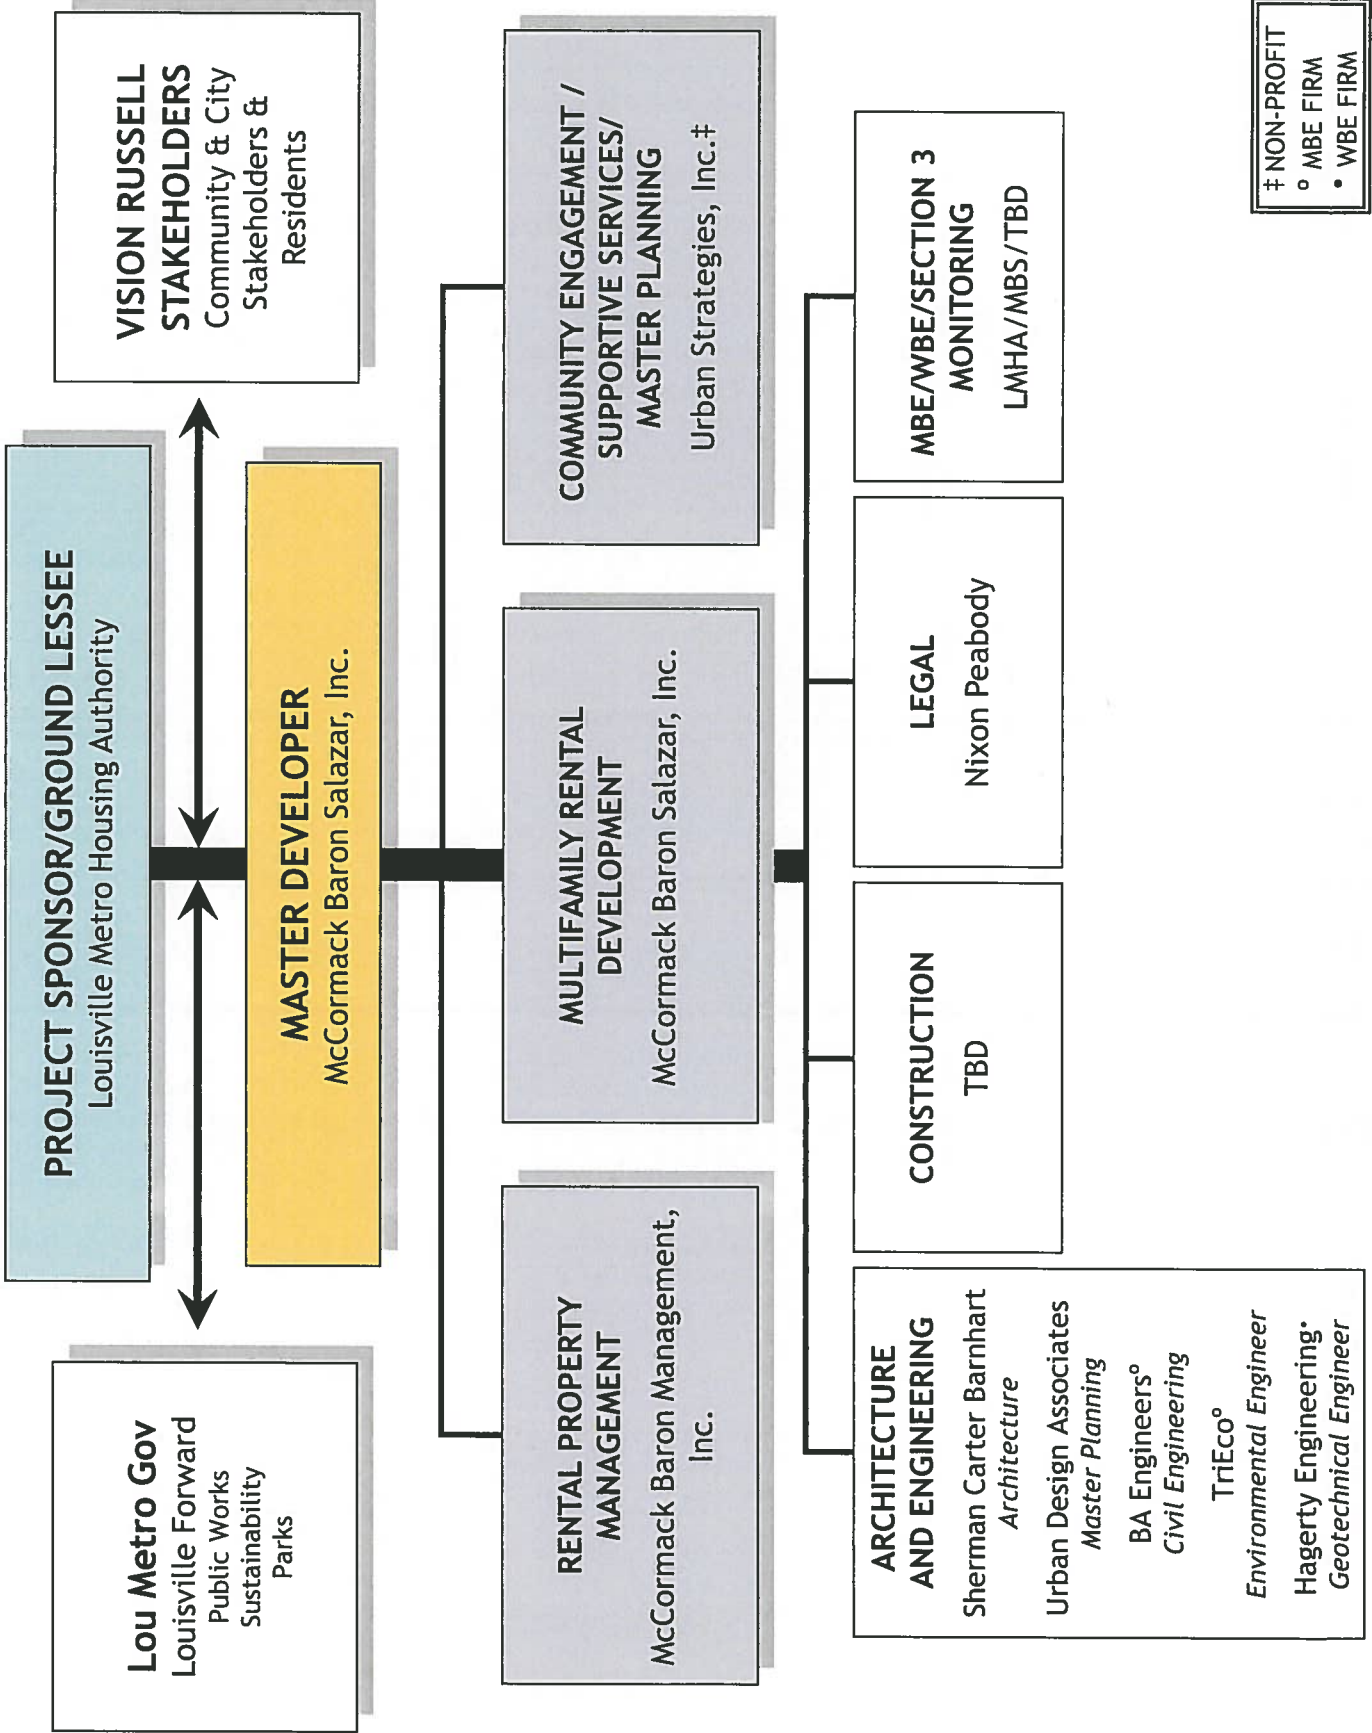 PROJECT SPONSOR/GROUND LESSEE
Louisville Metro Housing Authority
Lou Metro Gov
Louisville Forward
Public Works
Sustainability
Parks
VISION RUSSELL
STAKEHOLDERS
Community & City
Stakeholders &
Residents
MASTER DEVELOPER
McCormack Baron Salazar, Inc.
RENTAL PROPERTY
MANAGEMENT
McCormack Baron Management,
Inc.
MULTIFAMILY RENTAL
DEVELOPMENT
McCormack Baron Salazar, Inc.
COMMUNITY ENGAGEMENT /
SUPPORTIVE SERVICES/
MASTER PLANNING
Urban Strategies, Inc.‡
ARCHITECTURE
AND ENGINEERING
Sherman Carter Barnhart
Architecture
Urban Design Associates
Master Planning
BA Engineers°
Civil Engineering
TriEco°
Environmental Engineer
Hagerty Engineering•
Geotechnical Engineer
CONSTRUCTION
TBD
LEGAL
Nixon Peabody
MBE/WBE/SECTION 3
MONITORING
LMHA/MBS/TBD
‡ NON-PROFIT
° MBE FIRM
• WBE FIRM